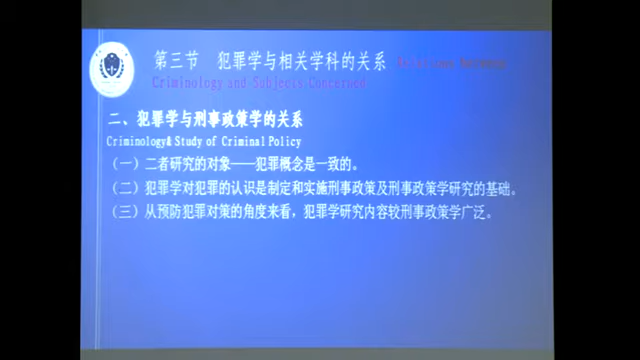 第三节 犯罪学与相关学科的关系 Relations Between
Criminology and Subjects Concerned
二、犯罪学与刑事政策学的关系
Criminology& Study of Criminal Policy
(一)二者研究的对象——犯罪概念是一致的。
(二)犯罪学对犯罪的认识是制定和实施刑事政策及刑事政策学研究的基础。
(三)从预防犯罪对策的角度来看，犯罪学研究内容较刑事政策学广泛。